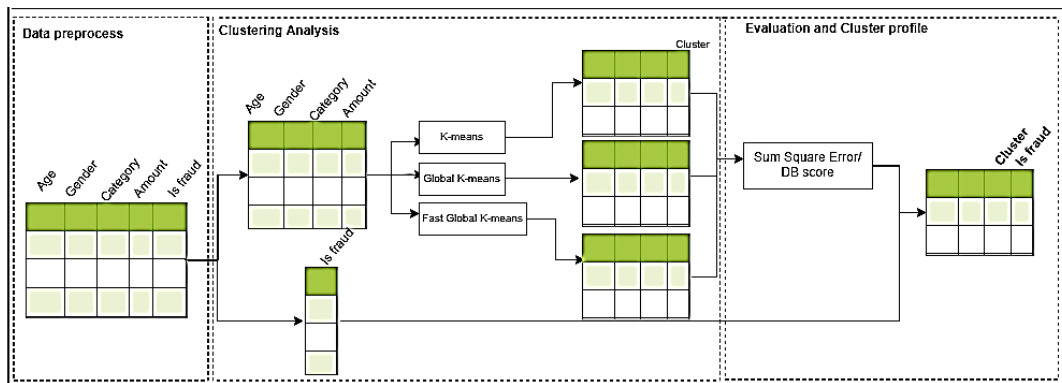 Data preprocess
Clustering Analysis
Evaluation and Cluster profile
Age
Gender
Category
Amount
Is fraud
Age
Gender
Category
Amount
Is fraud
K-means
Global K-means
Fast Global K-means
Cluster
Sum Square Error/
DB score
Cluster
Is fraud